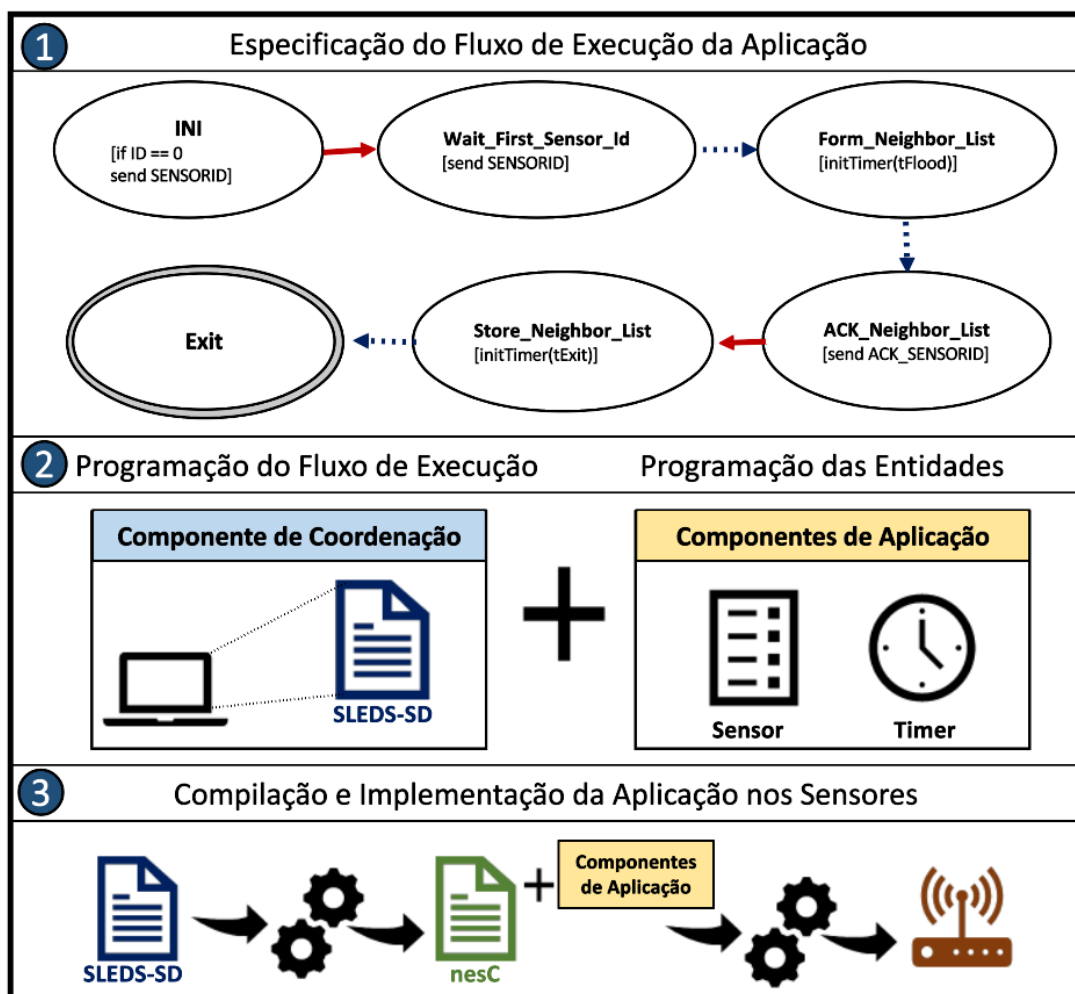 1
Especificação do Fluxo de Execução da Aplicação
INI
[if ID == 0
send SENSORID]
Wait_First_Sensor_Id
[send SENSORID]
Form_Neighbor_List
[initTimer(tFlood)]
Exit
Store_Neighbor_List
[initTimer(tExit)]
ACK_Neighbor_List
[send ACK_SENSORID]
2
Programação do Fluxo de Execução
Programação das Entidades
Componente de Coordenação
SLEDS-SD
Componentes de Aplicação
Sensor
Timer
3
Compilação e Implementação da Aplicação nos Sensores
SLEDS-SD
nesC
Componentes
de Aplicação